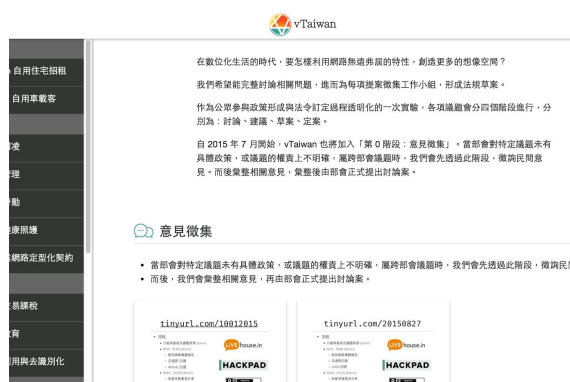 vTaiwan
自用住宅招租
自用車載客
凌
理
動
康照護
網路定型化契約
易課稅
育
用與去識別化
在數位化生活的時代，要怎樣利用網路無遠弗屆的特性，創造更多的想像空間？
我們希望能完整討論相關問題，進而為每項提案徵集工作小組，形成法規草案。
作為公眾參與政策形成與法令訂定過程透明化的一次實驗，各項議題會分四個階段進行，分
別為：討論、建議、草案、定案。
自 2015 年 7 月開始，vTaiwan 也將加入「第 0 階段：意見徵集」。當部會對特定議題未有
具體政策，或議題的權責上不明確，屬跨部會議題時，我們會先透過此階段，徵詢民間意
見。而後彙整相關意見，彙整後由部會正式提出討論案。
意見徵集
• 當部會對特定議題未有具體政策，或議題的權責上不明確，屬跨部會議題時，我們會先透過此階段，徵詢民
• 而後，我們會彙整相關意見，再由部會正式提出討論案。
tinyurl.com/10012015
LIVE house.in
HACKPAD
tinyurl.com/20150827
LIVE house.in
HACKPAD